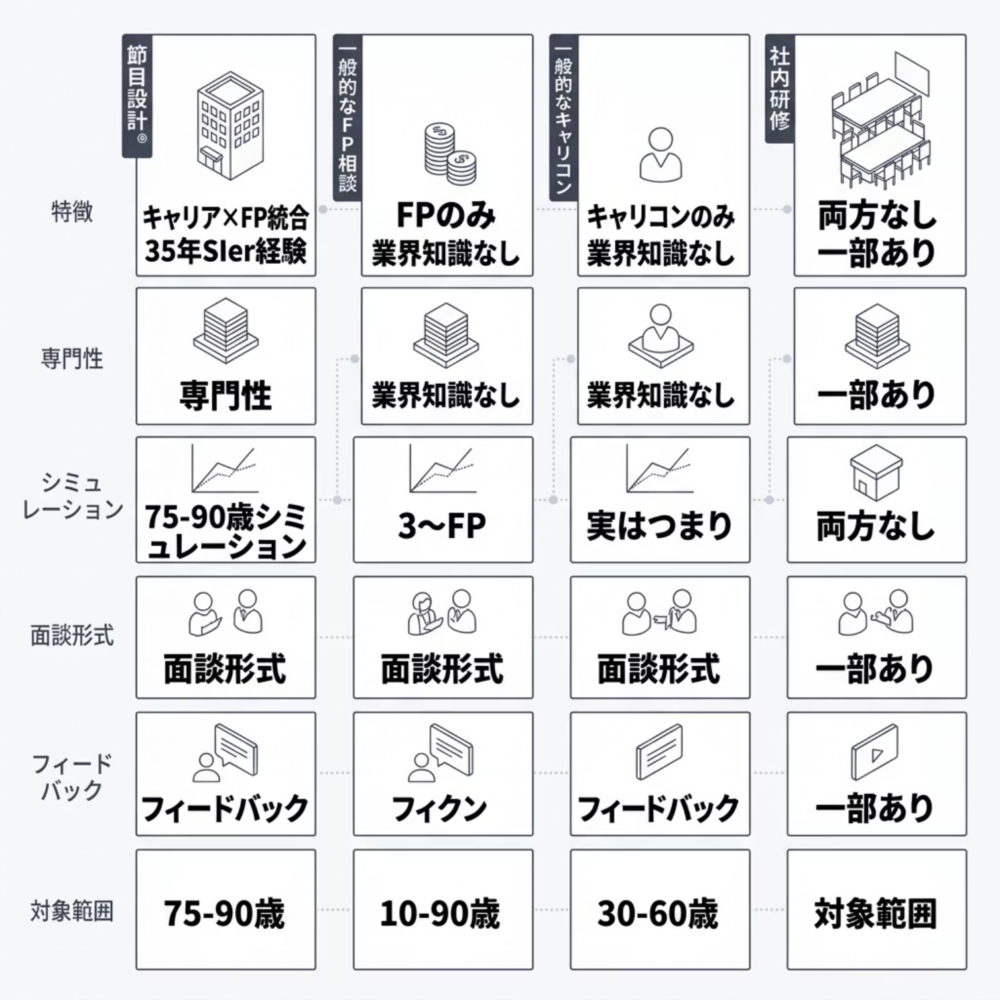 節目設計◎
一般的なFP相談
一般的なキャリコン
社内研修
特徴
キャリア×FP統合
35年SIer経験
FPのみ
業界知識なし
キャリコンのみ
業界知識なし
両方なし
一部あり
専門性
専門性
業界知識なし
業界知識なし
一部あり
シミュ
レーション
75-90歳シミ
ュレーション
3〜FP
実はつまり
両方なし
面談形式
面談形式
面談形式
面談形式
一部あり
フィード
バック
フィードバック
フィクン
フィードバック
一部あり
対象範囲
75-90歳
10-90歳
30-60歳
対象範囲